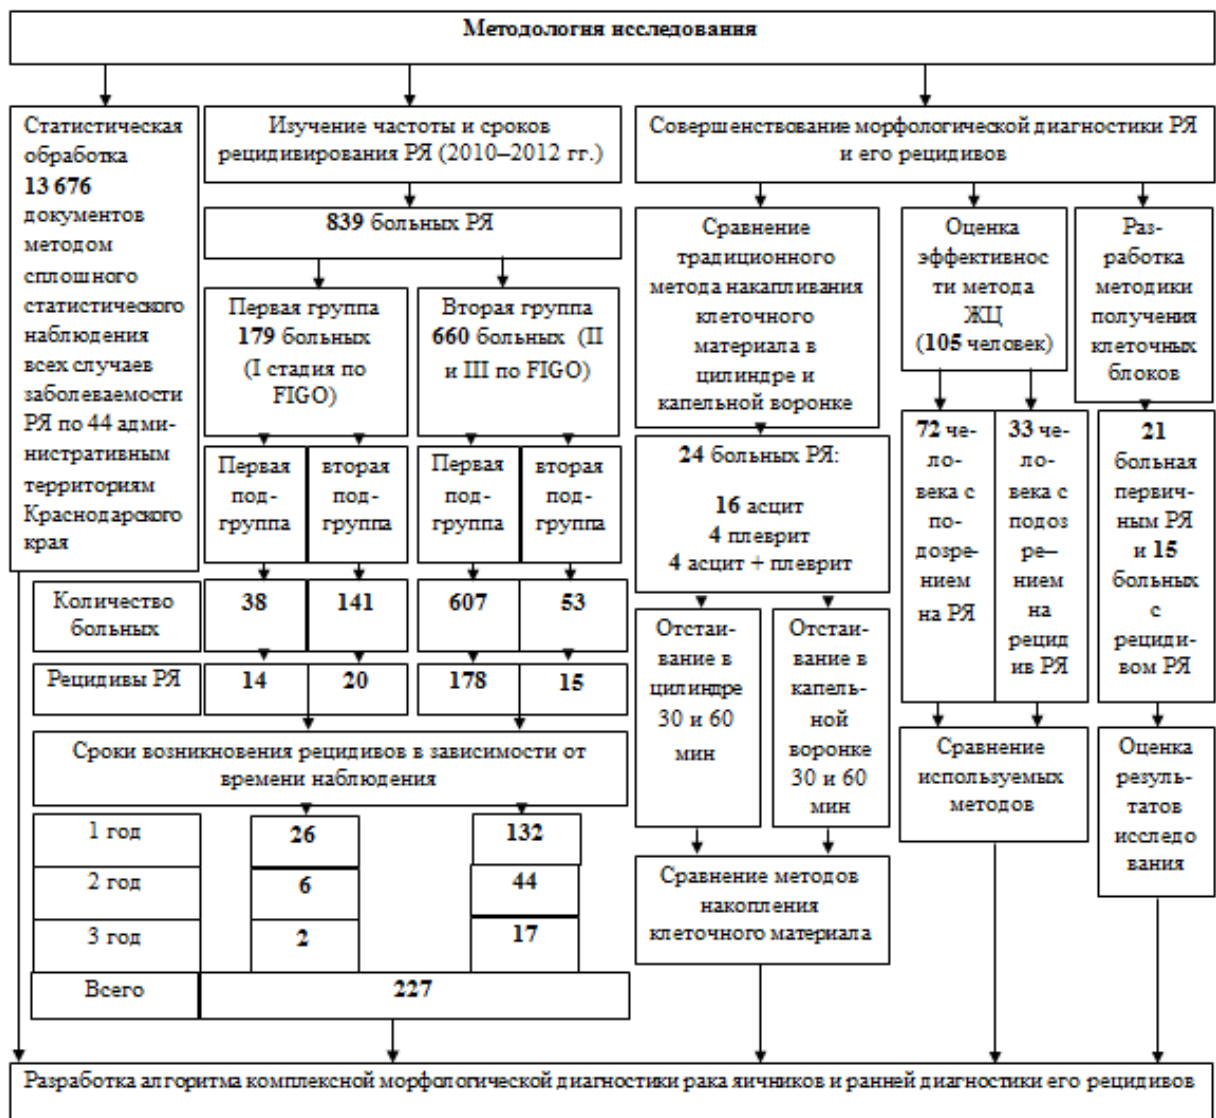 Методология исследования
Статистическая
обработка
13 676
документов
методом
сплошного
статистического
наблюдения
всех случаев
заболеваемости
РЯ по 44 адми-
нистративным
территориям
Краснодарского
края
Изучение частоты и сроков
рецидивирования РЯ (2010–2012 гг.)
839 больных РЯ
Первая группа
179 больных
(I стадия по
FIGO)
Вторая группа
660 больных (II
и III по FIGO)
Первая
под-
группа
вторая
под-
группа
Первая
под-
группа
вторая
под-
группа
Количество
больных
38
141
607
53
Рецидивы РЯ
14
20
178
15
Сроки возникновения рецидивов в зависимости от
времени наблюдения
1 год
26
132
2 год
6
44
3 год
2
17
Всего
227
Совершенствование морфологической диагностики РЯ
и его рецидивов
Сравнение
традиционного
метода накапливания
клеточного
материала в
цилиндре и
капельной воронке
24 больных РЯ:
16 асцит
4 плеврит
4 асцит + плеврит
Отстаи-
вание в
цилиндре
30 и 60
мин
Отстаи-
вание в
капель-
ной
воронке
30 и 60
мин
Сравнение методов
накопления
клеточного материала
Оценка
эффективнос
ти метода
ЖЦ
(105 человек)
72 че-
ло-
века с
по-
дозре-
нием
на РЯ
33 че-
ло-
века с
подоз
ре–
нием
на
рецид
ив РЯ
Сравнение
используемых
методов
Раз-
работка
методики
получения
клеточных
блоков
21
больная
первич-
ным РЯ
и 15
больных
с
рециди-
вом РЯ
Оценка
резуль-
татов
исследо
вания
Разработка алгоритма комплексной морфологической диагностики рака яичников и ранней диагностики его рецидивов